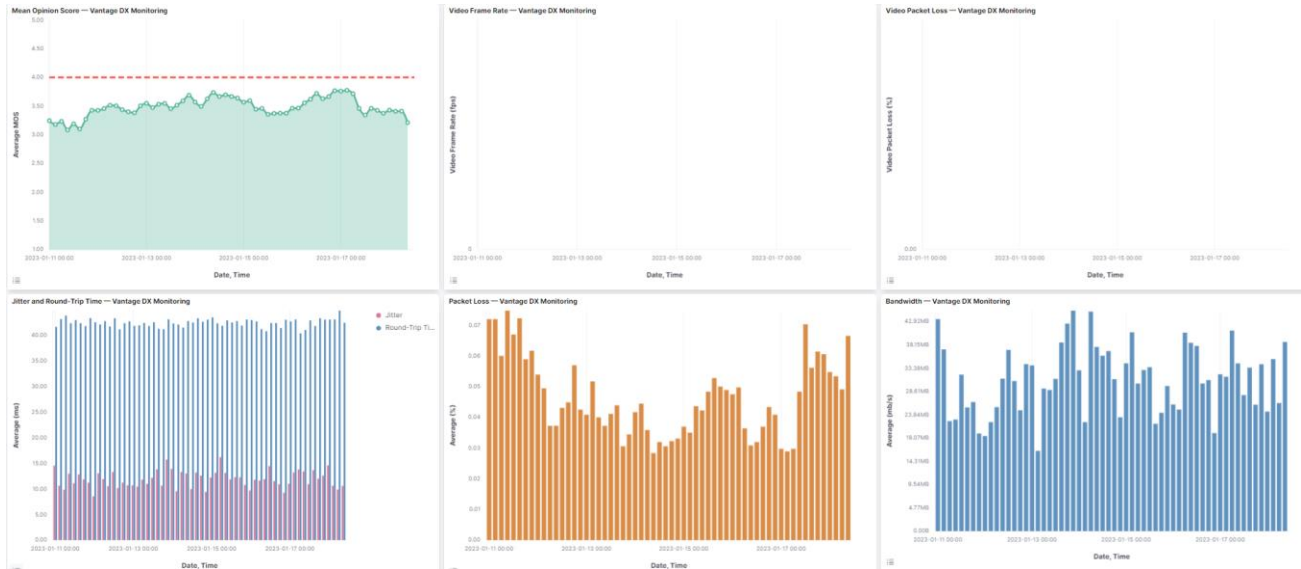 Mean Opinion Score — Vantage DX Monitoring
5.00
4.50
4.00
3.50
3.00
2.50
2.00
1.50
1.00
Average MOS
2023-01-11 00:00 2023-01-13 00:00 2023-01-15 00:00 2023-01-17 00:00
Date, Time
Video Frame Rate — Vantage DX Monitoring
Video Frame Rate (fps)
0
2023-01-11 00:00 2023-01-13 00:00 2023-01-15 00:00 2023-01-17 00:00
Date, Time
Video Packet Loss — Vantage DX Monitoring
Video Packet Loss (%)
0.00
2023-01-11 00:00 2023-01-13 00:00 2023-01-15 00:00 2023-01-17 00:00
Date, Time
Jitter and Round-Trip Time — Vantage DX Monitoring
Jitter
Round-Trip Ti...
40.00
35.00
30.00
25.00
20.00
15.00
10.00
5.00
0.00
Average (ms)
2023-01-11 00:00 2023-01-13 00:00 2023-01-15 00:00 2023-01-17 00:00
Date, Time
Packet Loss — Vantage DX Monitoring
0.07
0.06
0.05
0.04
0.03
0.02
0.01
0.00
Average (%)
2023-01-11 00:00 2023-01-13 00:00 2023-01-15 00:00 2023-01-17 00:00
Date, Time
Bandwidth — Vantage DX Monitoring
42.92MB
38.15MB
33.38MB
28.61MB
23.84MB
19.07MB
14.31MB
9.54MB
4.77MB
0.00B
Average (mb/s)
2023-01-11 00:00 2023-01-13 00:00 2023-01-15 00:00 2023-01-17 00:00
Date, Time